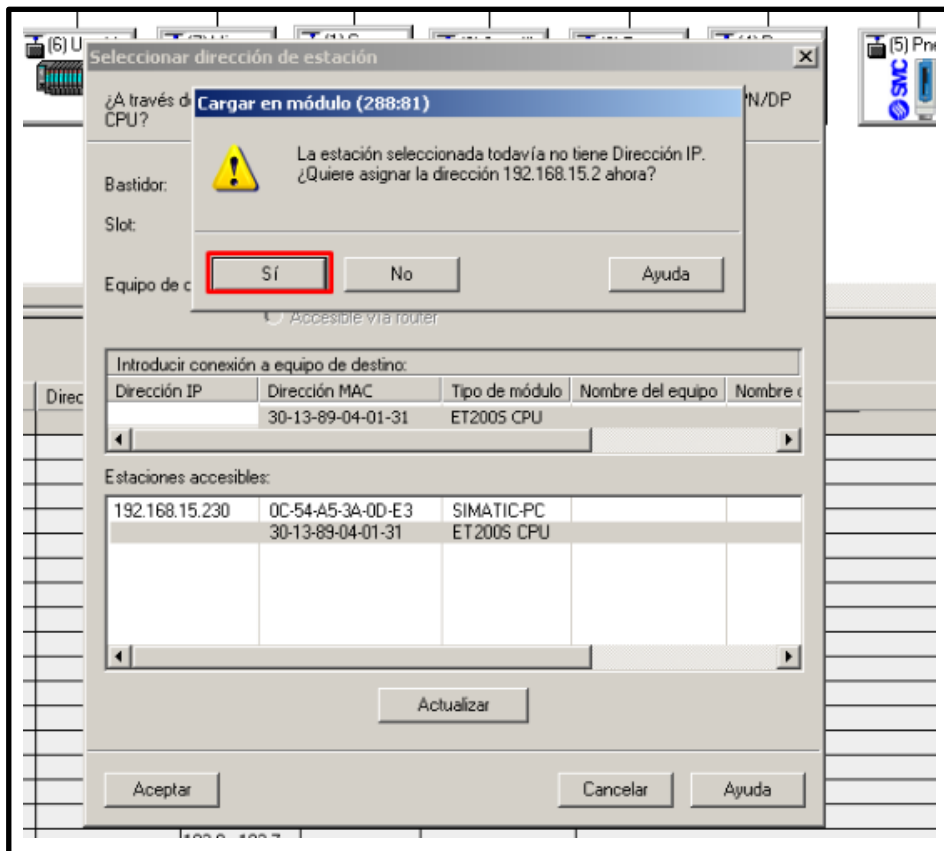 (6) U
(5) Pne
SMC
Seleccionar dirección de estación
¿A través d
N/DP
CPU?
Cargar en módulo (288:81)
La estación seleccionada todavía no tiene Dirección IP.
¿Quiere asignar la dirección 192.168.15.2 ahora?
Bastidor:
Slot:
Sí No Ayuda
Equipo de
Accesible vía router
Introducir conexión a equipo de destino:
Direc
Dirección IP Dirección MAC Tipo de módulo Nombre del equipo Nombre
30-13-89-04-01-31 ET200S CPU
Estaciones accesibles:
192.168.15.230 0C-54-A5-3A-0D-E3 SIMATIC-PC
30-13-89-04-01-31 ET200S CPU
Actualizar
Aceptar Cancelar Ayuda